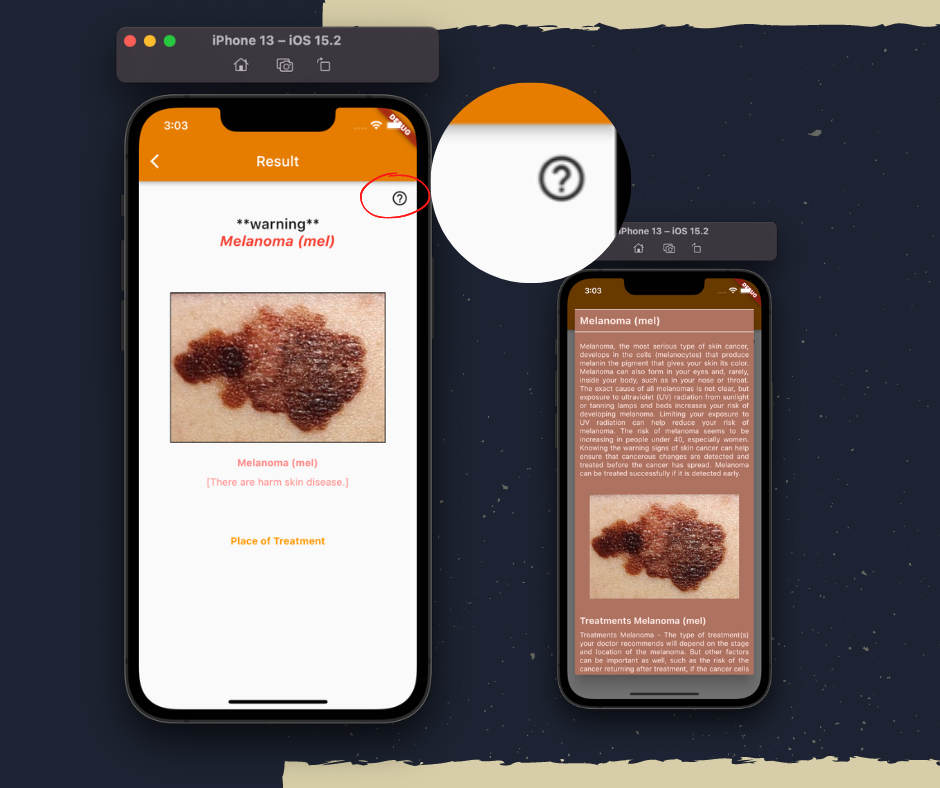 iPhone 13 – iOS 15.2
3:03
DEBUG
Result
**warning**
Melanoma (mel)
Melanoma (mel)
[There are harm skin disease.]
Place of Treatment
iPhone 13 – iOS 15.2
3:03
DEBUG
Melanoma (mel)
Melanoma, the most serious type of skin cancer,
develops in the cells (melanocytes) that produce
melanin the pigment that gives your skin its color.
Melanoma can also form in your eyes and, rarely,
inside your body, such as in your nose or throat.
The exact cause of all melanomas is not clear, but
exposure to ultraviolet (UV) radiation from sunlight
or tanning lamps and beds increases your risk of
developing melanoma. Limiting your exposure to
UV radiation can help reduce your risk of
melanoma. The risk of melanoma seems to be
increasing in people under 40, especially women.
Knowing the warning signs of skin cancer can help
ensure that cancerous changes are detected and
treated before the cancer has spread. Melanoma
can be treated successfully if it is detected early.
Treatments Melanoma (mel)
Treatments Melanoma - The type of treatment(s)
your doctor recommends will depend on the stage
and location of the melanoma. But other factors
can be important as well, such as the risk of the
cancer returning after treatment, if the cancer cells